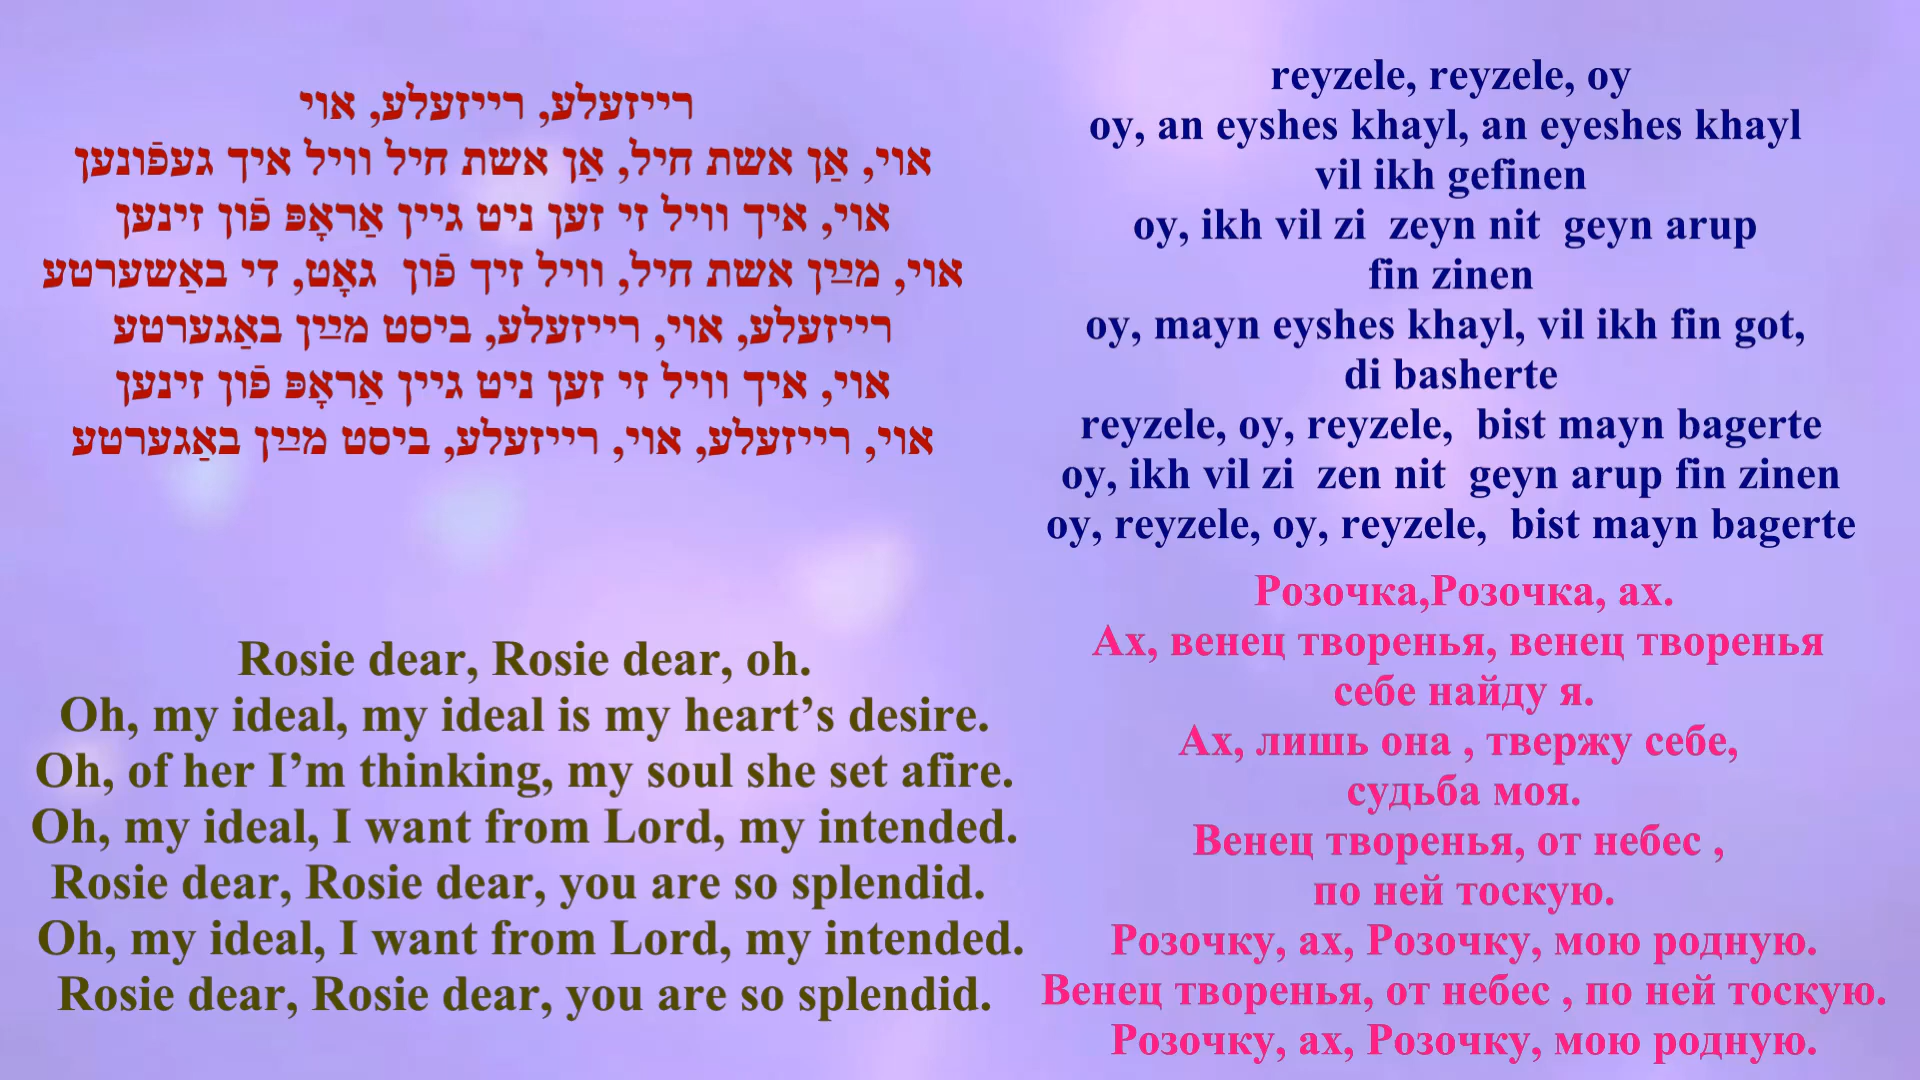 רייזעלע, רייזעלע, אוי
אוי, אַן אשת חיל, אַן אשת חיל וויל איך געפֿונען
אוי, איך וויל זי זען ניט גיין אַראָפּ פֿון זינען
אוי, מײַן אשת חיל, וויל זיך פֿון  גאָט, די באַשערטע
רייזעלע, אוי, רייזעלע, ביסט מײַן באַגערטע
אוי, איך וויל זי זען ניט גיין אַראָפּ פֿון זינען
אוי, רייזעלע, אוי, רייזעלע, ביסט מײַן באַגערטע
reyzele, reyzele, oy
oy, an eyshes khayl, an eyeshes khayl
vil ikh gefinen
oy, ikh vil zi  zeyn nit  geyn arup
fin zinen
oy, mayn eyshes khayl, vil ikh fin got,
di basherte
reyzele, oy, reyzele,  bist mayn bagerte
oy, ikh vil zi  zen nit  geyn arup fin zinen
oy, reyzele, oy, reyzele,  bist mayn bagerte
Rosie dear, Rosie dear, oh.
Oh, my ideal, my ideal is my heart’s desire.
Oh, of her I’m thinking, my soul she set afire.
Oh, my ideal, I want from Lord, my intended.
Rosie dear, Rosie dear, you are so splendid.
Oh, my ideal, I want from Lord, my intended.
Rosie dear, Rosie dear, you are so splendid.
Розочка,Розочка, ах.
Ах, венец творенья, венец творенья
себе найду я.
Ах, лишь она , твержу себе,
судьба моя.
Венец творенья, от небес ,
по ней тоскую.
Розочку, ах, Розочку, мою родную.
Венец творенья, от небес , по ней тоскую.
Розочку, ах, Розочку, мою родную.